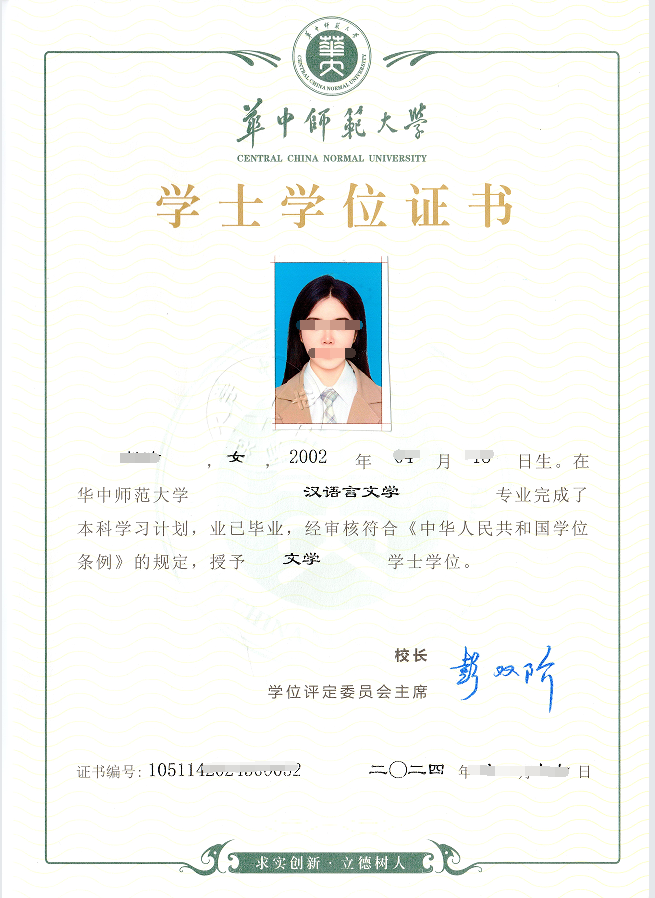 華中師範大學
CENTRAL CHINA NORMAL UNIVERSITY
華中師範大學
CENTRAL CHINA NORMAL UNIVERSITY
学士学位证书
，女，2002 年 月 日生。在
华中师范大学 汉语言文学 专业完成了
本科学习计划，业已毕业，经审核符合《中华人民共和国学位
条例》的规定，授予 文学 学士学位。
校长
彭双阶
学位评定委员会主席
证书编号：105114 二〇二四 年 月 日
求实创新·立德树人